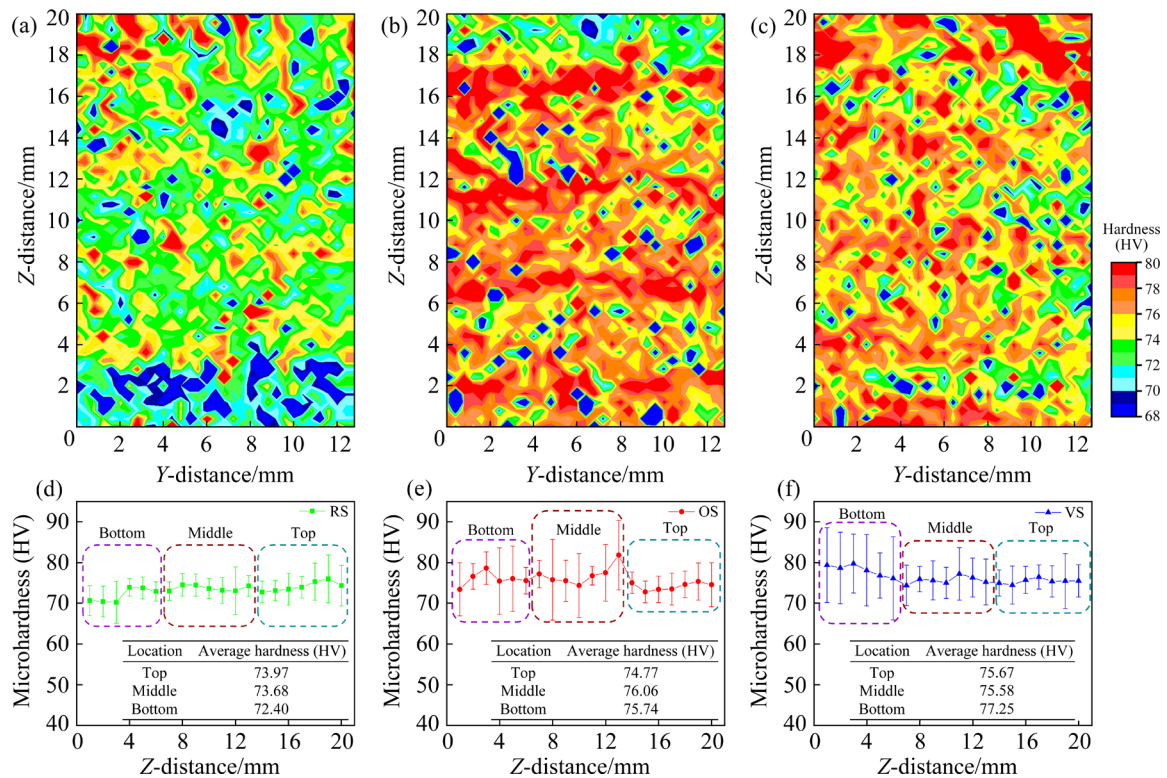 (a)
20
18
16
14
12
10
8
6
4
2
0
Z-distance/mm
0 2 4 6 8 10 12
Y-distance/mm
(b)
20
18
16
14
12
10
8
6
4
2
Z-distance/mm
0 2 4 6 8 10 12
Y-distance/mm
(c)
20
18
16
14
12
10
8
6
4
2
Z-distance/mm
0 2 4 6 8 10 12
Y-distance/mm
Hardness
(HV)
80
78
76
74
72
70
68
(d)
RS
Bottom Middle Top
90
80
70
60
50
40
Microhardness (HV)
Location Average hardness (HV)
Top 73.97
Middle 73.68
Bottom 72.40
0 4 8 12 16 20
Z-distance/mm
(e)
OS
Bottom Middle Top
90
80
70
60
50
40
Microhardness (HV)
Location Average hardness (HV)
Top 74.77
Middle 76.06
Bottom 75.74
0 4 8 12 16 20
Z-distance/mm
(f)
VS
Bottom Middle Top
90
80
70
60
50
40
Microhardness (HV)
Location Average hardness (HV)
Top 75.67
Middle 75.58
Bottom 77.25
0 4 8 12 16 20
Z-distance/mm